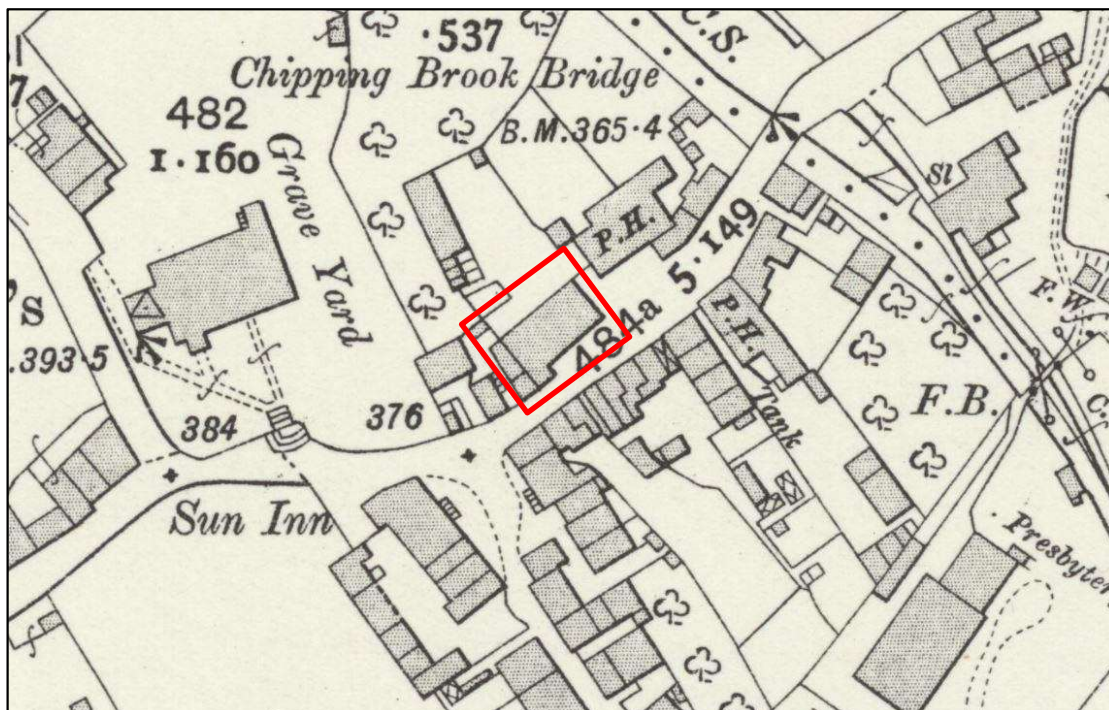 ·537
C.S.
Chipping Brook Bridge
482
1·160
B.M.365·4
Grave Yard
P.H.
Sl
5·149
484a
F.W
S
.393·5
P.H.
384
376
Tank
F.B.
Sun Inn
Presbyter